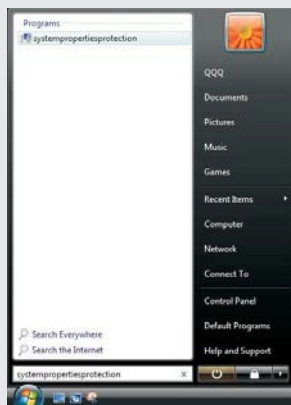 Programs
systempropertiesprotection
QQQ
Documents
Pictures
Music
Games
Recent Items
Computer
Network
Connect To
Control Panel
Default Programs
Help and Support
Search Everywhere
Search the Internet
systempropertiesprotection